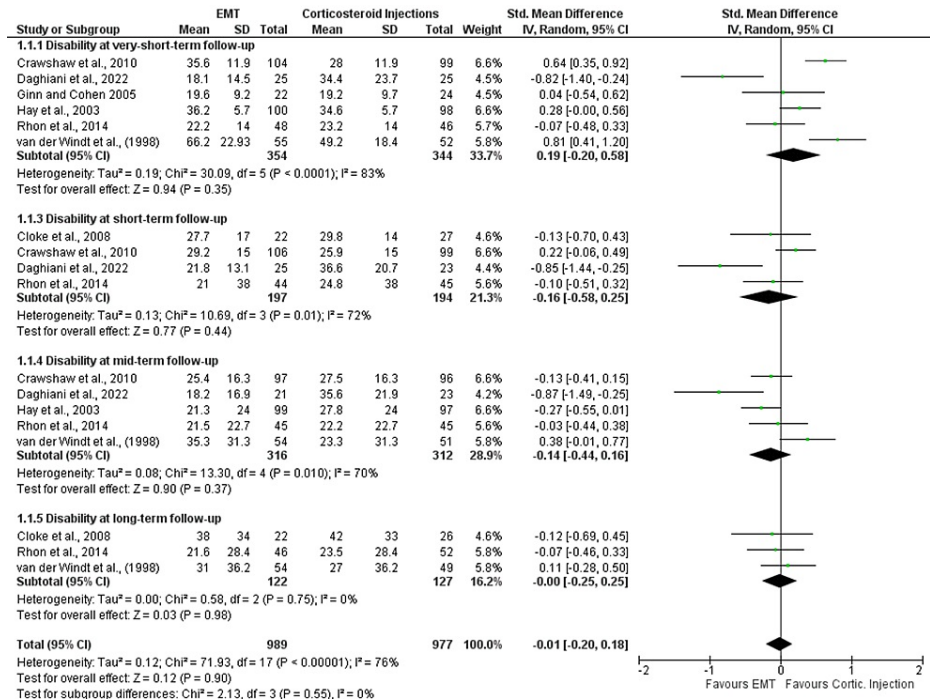 EMT Corticosteroid Injections Std. Mean Difference Std. Mean Difference
Study or Subgroup Mean SD Total Mean SD Total Weight IV, Random, 95% CI IV, Random, 95% CI
1.1.1 Disability at very-short-term follow-up
Crawshaw et al., 2010 35.6 11.9 104 28 11.9 99 6.6% 0.64 [0.35, 0.92]
Daghiani et al., 2022 18.1 14.5 25 34.4 23.7 25 4.5% -0.82 [-1.40, -0.24]
Ginn and Cohen 2005 19.6 9.2 22 19.2 9.7 24 4.5% 0.04 [-0.54, 0.62]
Hay et al., 2003 36.2 5.7 100 34.6 5.7 98 6.6% 0.28 [-0.00, 0.56]
Rhon et al., 2014 22.2 14 48 23.2 14 46 5.7% -0.07 [-0.48, 0.33]
van der Windt et al., (1998) 66.2 22.93 55 49.2 18.4 52 5.8% 0.81 [0.41, 1.20]
Subtotal (95% CI) 354 344 33.7% 0.19 [-0.20, 0.58]
Heterogeneity: Tau² = 0.19; Chi² = 30.09, df = 5 (P < 0.0001); I² = 83%
Test for overall effect: Z = 0.94 (P = 0.35)
1.1.3 Disability at short-term follow-up
Cloke et al., 2008 27.7 17 22 29.8 14 27 4.6% -0.13 [-0.70, 0.43]
Crawshaw et al., 2010 29.2 15 106 25.9 15 99 6.6% 0.22 [-0.06, 0.49]
Daghiani et al., 2022 21.8 13.1 25 36.6 20.7 23 4.4% -0.85 [-1.44, -0.25]
Rhon et al., 2014 21 38 44 24.8 38 45 5.7% -0.10 [-0.51, 0.32]
Subtotal (95% CI) 197 194 21.3% -0.16 [-0.58, 0.25]
Heterogeneity: Tau² = 0.13; Chi² = 10.69, df = 3 (P = 0.01); I² = 72%
Test for overall effect: Z = 0.77 (P = 0.44)
1.1.4 Disability at mid-term follow-up
Crawshaw et al., 2010 25.4 16.3 97 27.5 16.3 96 6.6% -0.13 [-0.41, 0.15]
Daghiani et al., 2022 18.2 16.9 21 35.6 21.9 23 4.2% -0.87 [-1.49, -0.25]
Hay et al., 2003 21.3 24 99 27.8 24 97 6.6% -0.27 [-0.55, 0.01]
Rhon et al., 2014 21.5 22.7 45 22.2 22.7 45 5.7% -0.03 [-0.44, 0.38]
van der Windt et al., (1998) 35.3 31.3 54 23.3 31.3 51 5.8% 0.38 [-0.01, 0.77]
Subtotal (95% CI) 316 312 28.9% -0.14 [-0.44, 0.16]
Heterogeneity: Tau² = 0.08; Chi² = 13.30, df = 4 (P = 0.010); I² = 70%
Test for overall effect: Z = 0.90 (P = 0.37)
1.1.5 Disability at long-term follow-up
Cloke et al., 2008 38 34 22 42 33 26 4.6% -0.12 [-0.69, 0.45]
Rhon et al., 2014 21.6 28.4 46 23.5 28.4 52 5.8% -0.07 [-0.46, 0.33]
van der Windt et al., (1998) 31 36.2 54 27 36.2 49 5.8% 0.11 [-0.28, 0.50]
Subtotal (95% CI) 122 127 16.2% -0.00 [-0.25, 0.25]
Heterogeneity: Tau² = 0.00; Chi² = 0.58, df = 2 (P = 0.75); I² = 0%
Test for overall effect: Z = 0.03 (P = 0.98)
Total (95% CI) 989 977 100.0% -0.01 [-0.20, 0.18]
Heterogeneity: Tau² = 0.12; Chi² = 71.93, df = 17 (P < 0.00001); I² = 76%
Test for overall effect: Z = 0.12 (P = 0.90)
Test for subgroup differences: Chi² = 2.13, df = 3 (P = 0.55), I² = 0%
-2 -1 0 1 2
Favours EMT Favours Cortic. Injection